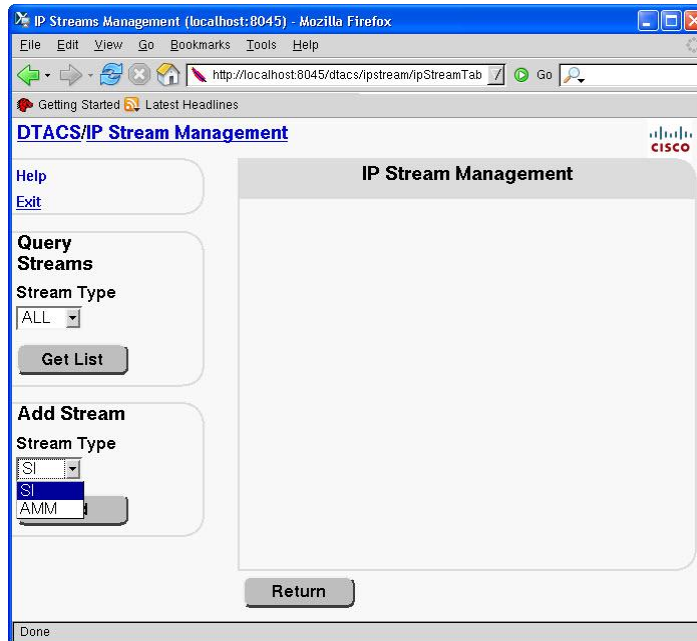 IP Streams Management (localhost:8045) - Mozilla Firefox
File Edit View Go Bookmarks Tools Help
http://localhost:8045/dtacs/ipstream/ipStreamTab Go
Getting Started Latest Headlines
DTACS/IP Stream Management
CISCO
Help
Exit
IP Stream Management
Query
Streams
Stream Type
ALL
Get List
Add Stream
Stream Type
SI
SI
AMM
Return
Done